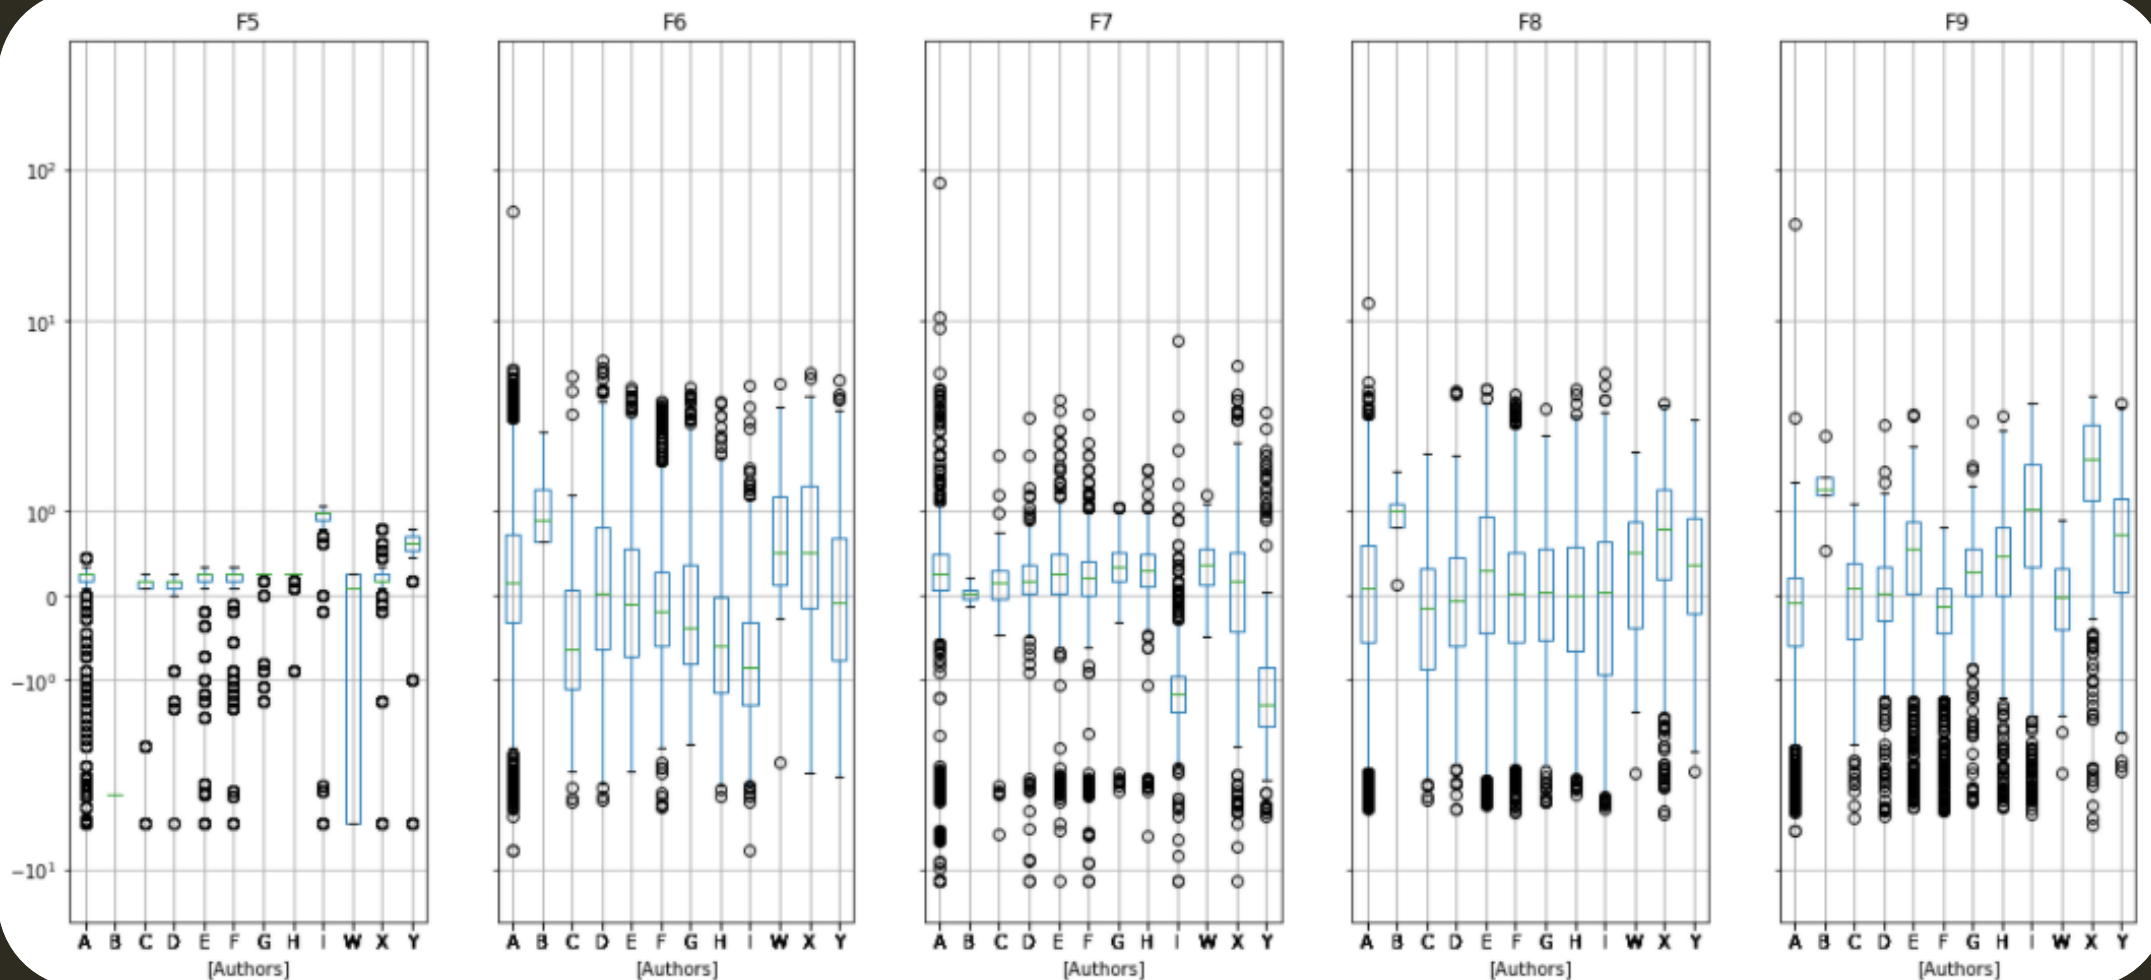 F5 F6 F7 F8 F9
10²
10¹
10⁰
0
−10⁰
−10¹
A B C D E F G H I W X Y A B C D E F G H I W X Y A B C D E F G H I W X Y A B C D E F G H I W X Y A B C D E F G H I W X Y
[Authors] [Authors] [Authors] [Authors] [Authors]